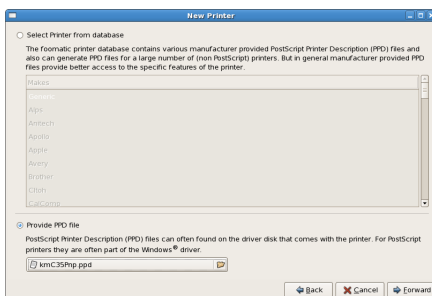 New Printer
Select Printer from database
The foomatic printer database contains various manufacturer provided PostScript Printer Description (PPD) files and
also can generate PPD files for a large number of (non PostScript) printers. But in general manufacturer provided PPD
files provide better access to the specific features of the printer.
Makes
Generic
Aips
Anitech
Apollo
Apple
Avery
Brother
Citoh
CalComp
Provide PPD file
PostScript Printer Description (PPD) files can often found on the driver disk that comes with the printer. For PostScript
printers they are often part of the Windows® driver.
kmC35Pnp.ppd
Back
Cancel
Forward